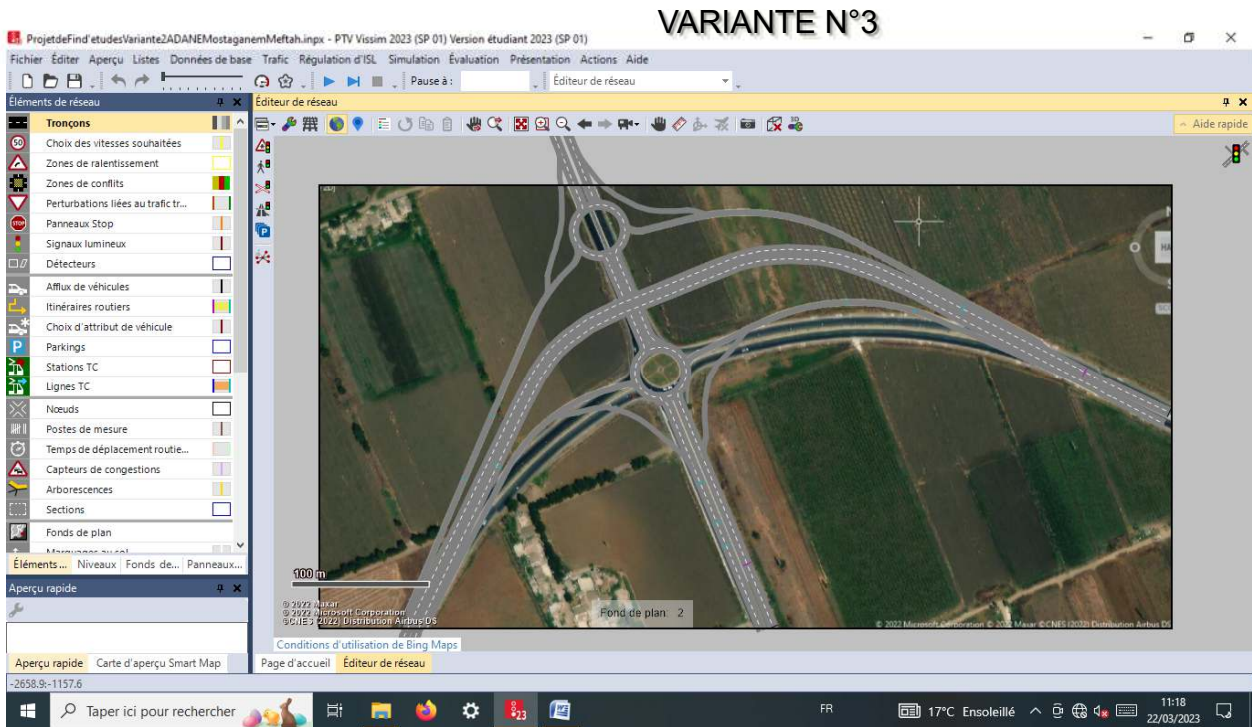 VARIANTE N°3
ProjetdeFind'etudesVariante2ADANEMostaganemMeftah.inpx - PTV Vissim 2023 (SP 01) Version étudiant 2023 (SP 01)
Fichier Éditer Aperçu Listes Données de base Trafic Régulation d'ISL Simulation Évaluation Présentation Actions Aide
Pause à : Éditeur de réseau
Éléments de réseau
Éditeur de réseau
Aide rapide
Tronçons
50 Choix des vitesses souhaitées
Zones de ralentissement
Zones de conflits
Perturbations liées au trafic tr...
STOP Panneaux Stop
Signaux lumineux
Détecteurs
Afflux de véhicules
Itinéraires routiers
Choix d'attribut de véhicule
P Parkings
Stations TC
Lignes TC
Nœuds
Postes de mesure
Temps de déplacement routie...
Capteurs de congestions
Arborescences
Sections
Fonds de plan
Marquages au sol
Éléments... Niveaux Fonds de... Panneaux...
Aperçu rapide
Aperçu rapide Carte d'aperçu Smart Map
3D
P
N
O
100 m
© 2022 Maxar
© 2022 Microsoft Corporation
©CNES (2022) Distribution Airbus DS
Fond de plan: 2
© 2022 Microsoft Corporation © 2022 Maxar ©CNES (2022) Distribution Airbus DS
Conditions d'utilisation de Bing Maps
Page d'accueil Éditeur de réseau
-2658.9:-1157.6
Taper ici pour rechercher
23
FR
17°C Ensoleillé
11:18
22/03/2023